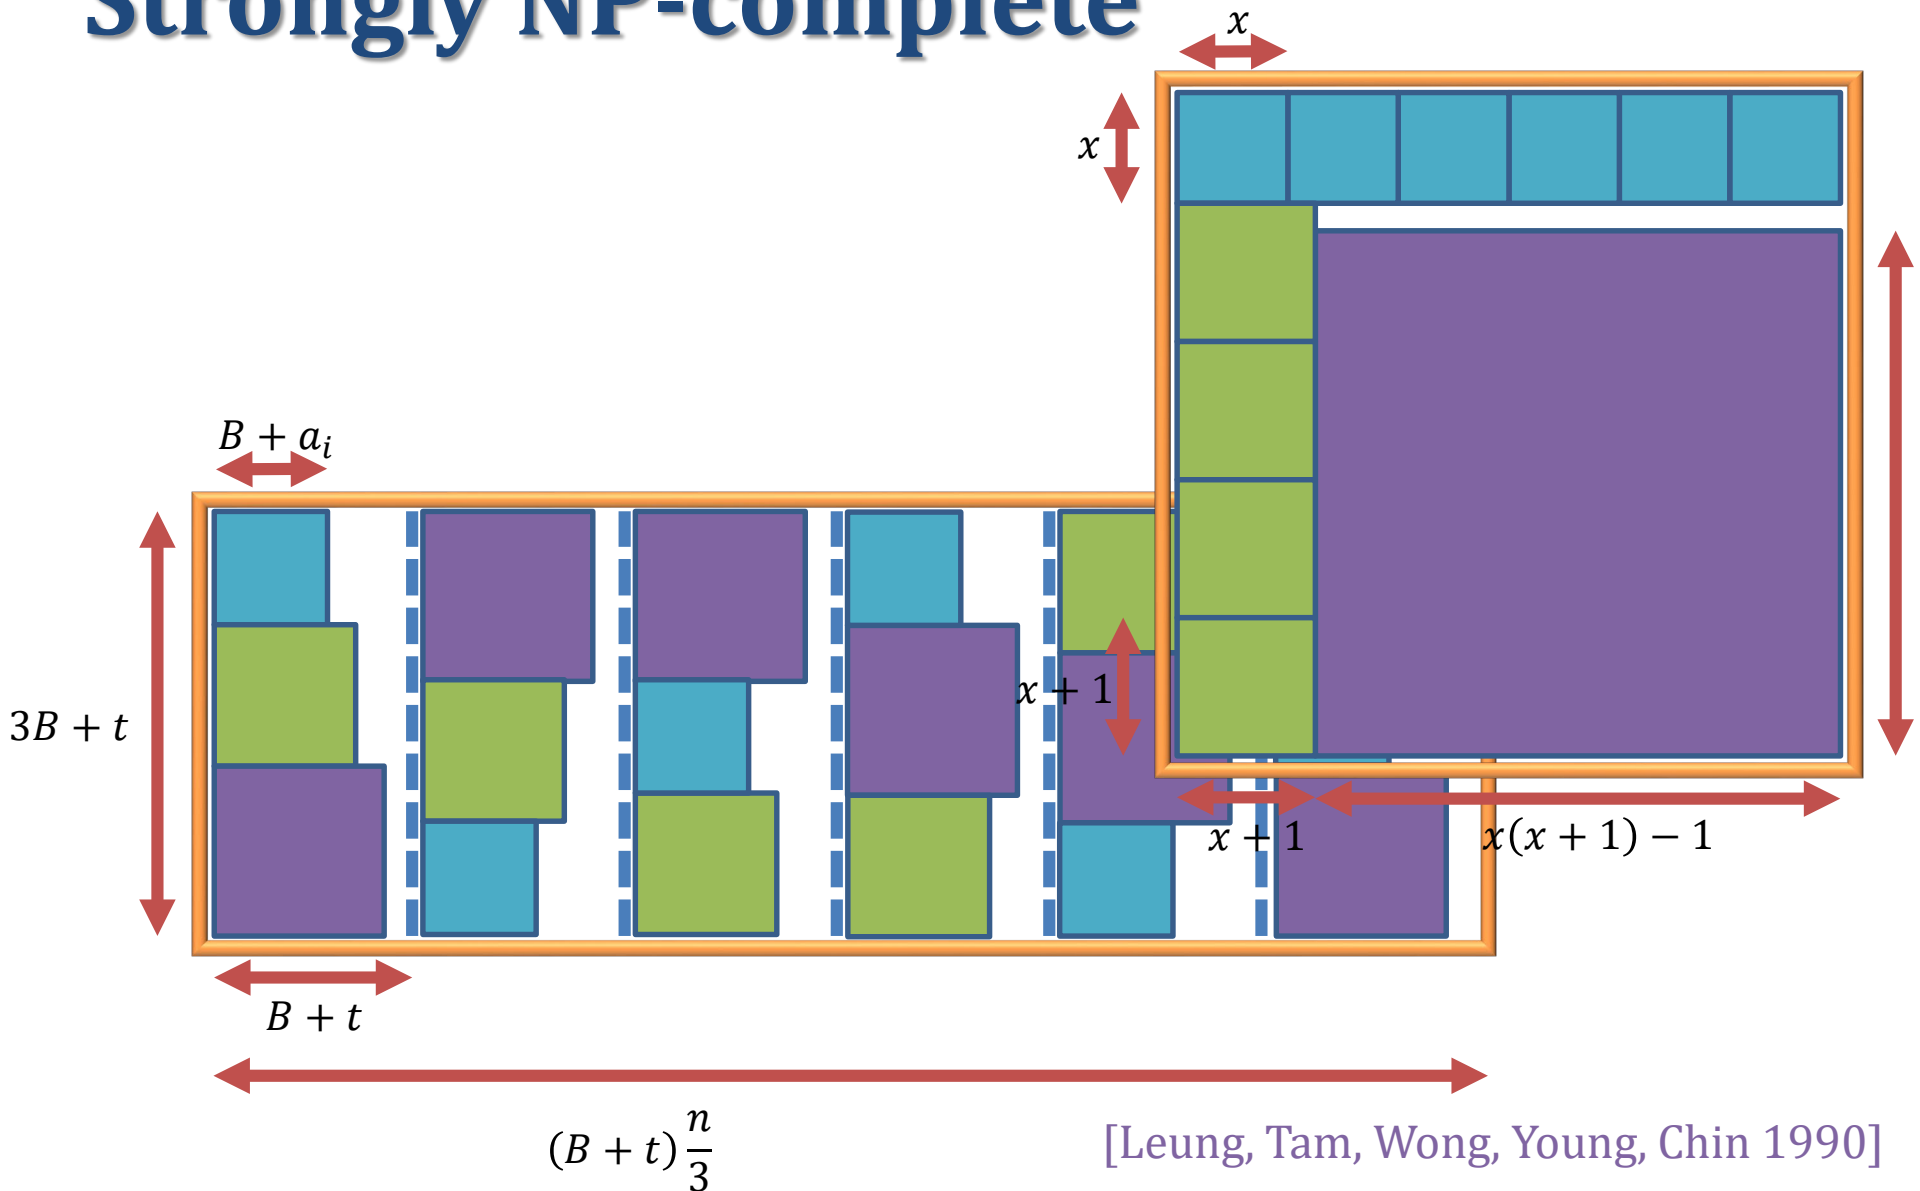 Strongly NP-complete
x
x
B + a_i
x + 1
3B + t
x + 1
x(x + 1) − 1
B + t
(B + t) n/3
[Leung, Tam, Wong, Young, Chin 1990]